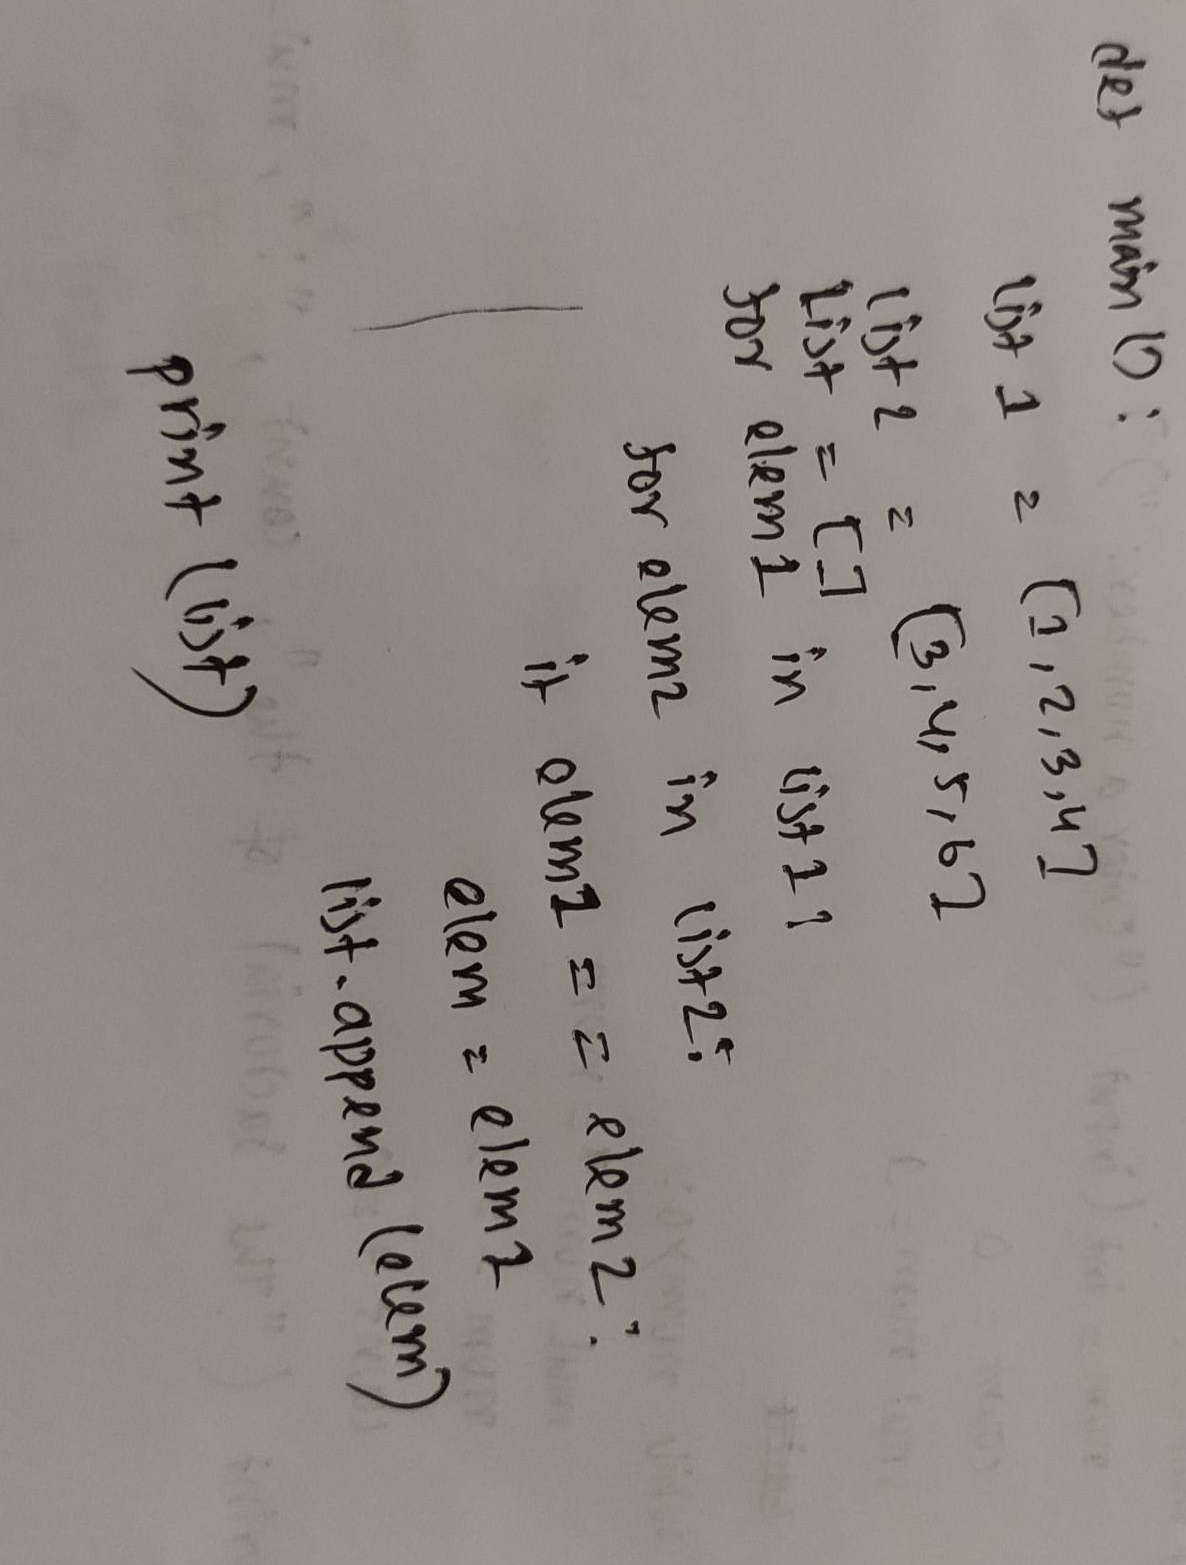 def main():
list 1 = [1,2,3,4]
list 2 = [3,4,5,6]
list = []
for elem1 in list1:
for elem2 in list2:
if elem1 == elem2:
elem = elem1
list.append(elem)
print(list)